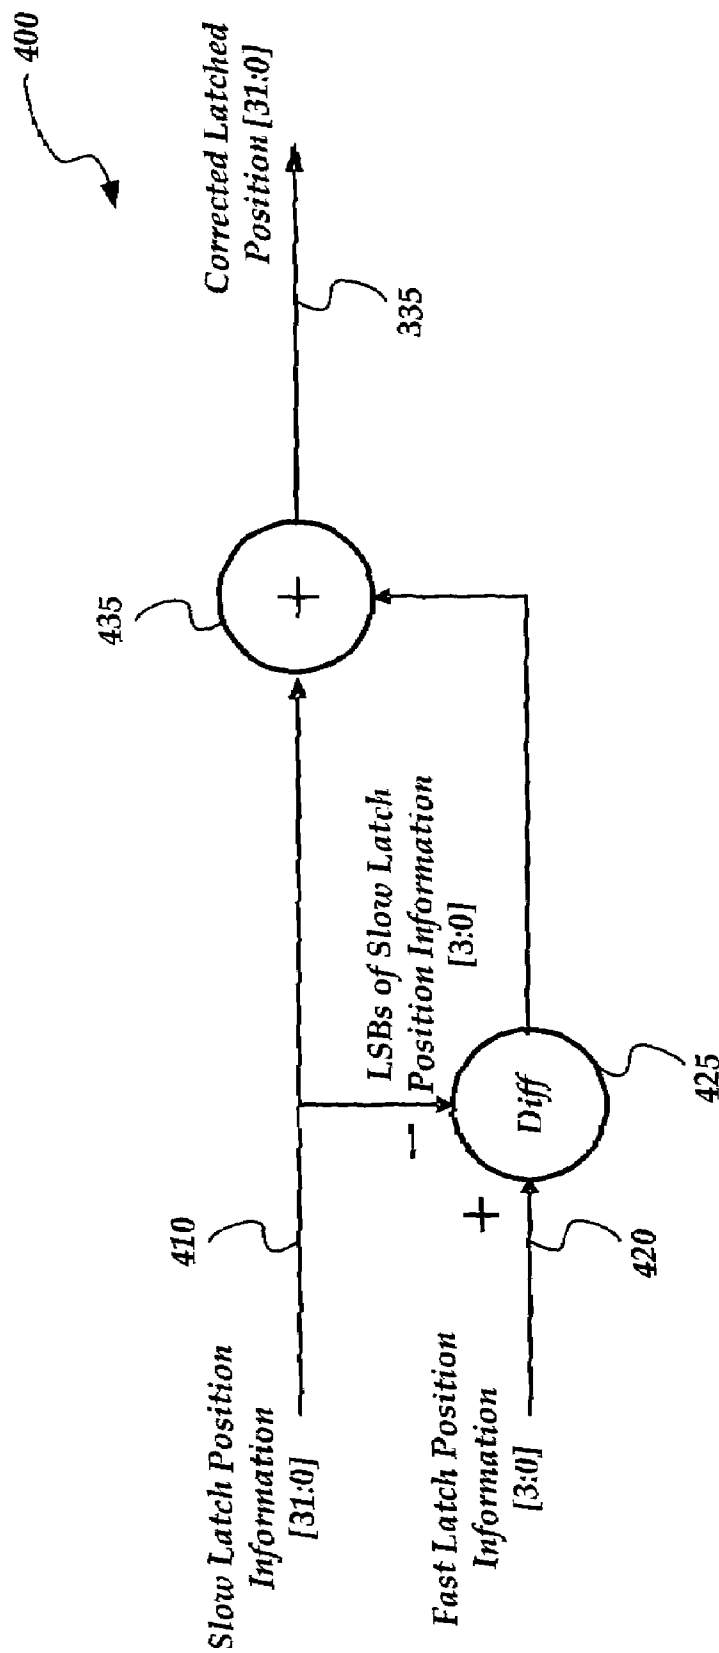 400
Corrected Latched
Position [31:0]
335
435
+
LSBs of Slow Latch
Position Information
[3:0]
−
+
Diff
425
410
420
Slow Latch Position
Information
[31:0]
Fast Latch Position
Information
[3:0]